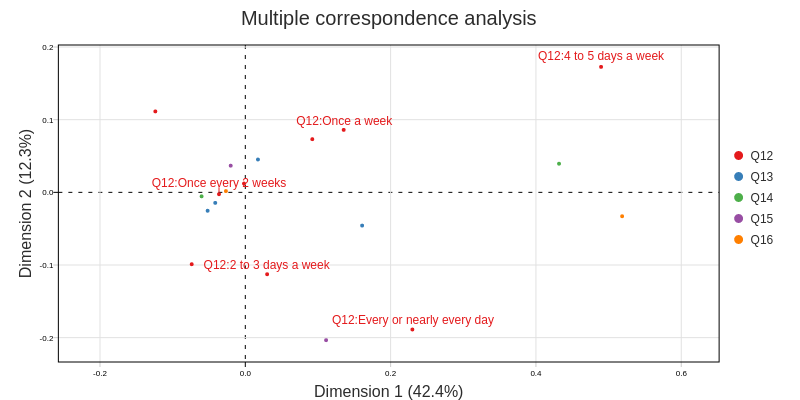 Multiple correspondence analysis
Dimension 2 (12.3%)
0.2
0.1
0.0
-0.1
-0.2
Q12:4 to 5 days a week
Q12:Once a week
Q12:Once every 2 weeks
Q12:2 to 3 days a week
Q12:Every or nearly every day
-0.2
0.0
0.2
0.4
0.6
Dimension 1 (42.4%)
Q12
Q13
Q14
Q15
Q16